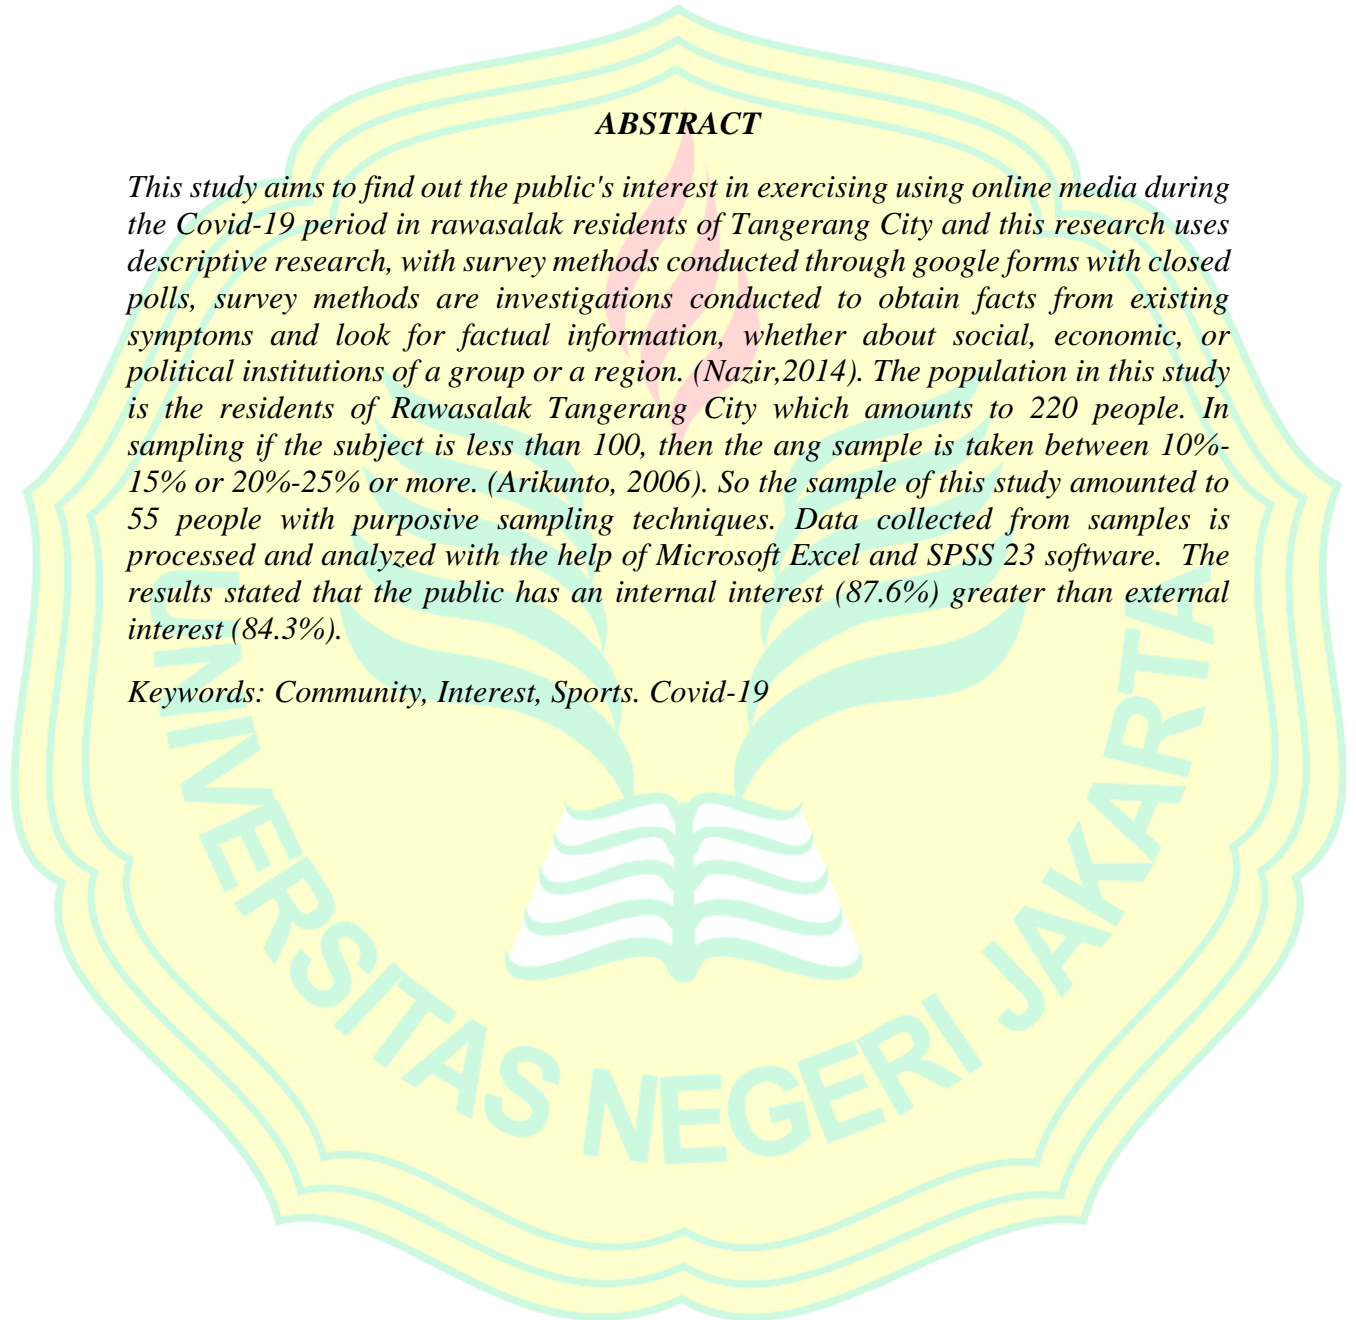 ABSTRACT
This study aims to find out the public's interest in exercising using online media during
the Covid-19 period in rawasalak residents of Tangerang City and this research uses
descriptive research, with survey methods conducted through google forms with closed
polls, survey methods are investigations conducted to obtain facts from existing
symptoms and look for factual information, whether about social, economic, or
political institutions of a group or a region. (Nazir,2014). The population in this study
is the residents of Rawasalak Tangerang City which amounts to 220 people. In
sampling if the subject is less than 100, then the ang sample is taken between 10%-
15% or 20%-25% or more. (Arikunto, 2006). So the sample of this study amounted to
55 people with purposive sampling techniques. Data collected from samples is
processed and analyzed with the help of Microsoft Excel and SPSS 23 software. The
results stated that the public has an internal interest (87.6%) greater than external
interest (84.3%).
Keywords: Community, Interest, Sports. Covid-19
UNIVERSITAS NEGERI JAKARTA